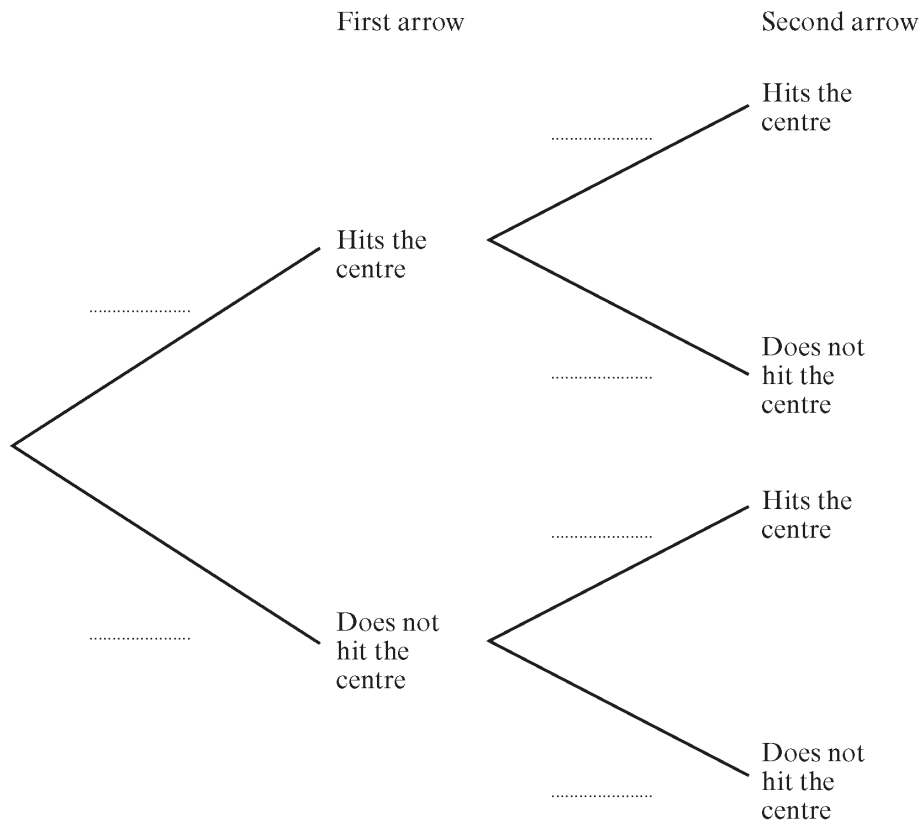 First arrow
Second arrow
Hits the
centre
Hits the
centre
Does not
hit the
centre
Hits the
centre
Does not
hit the
centre
Does not
hit the
centre